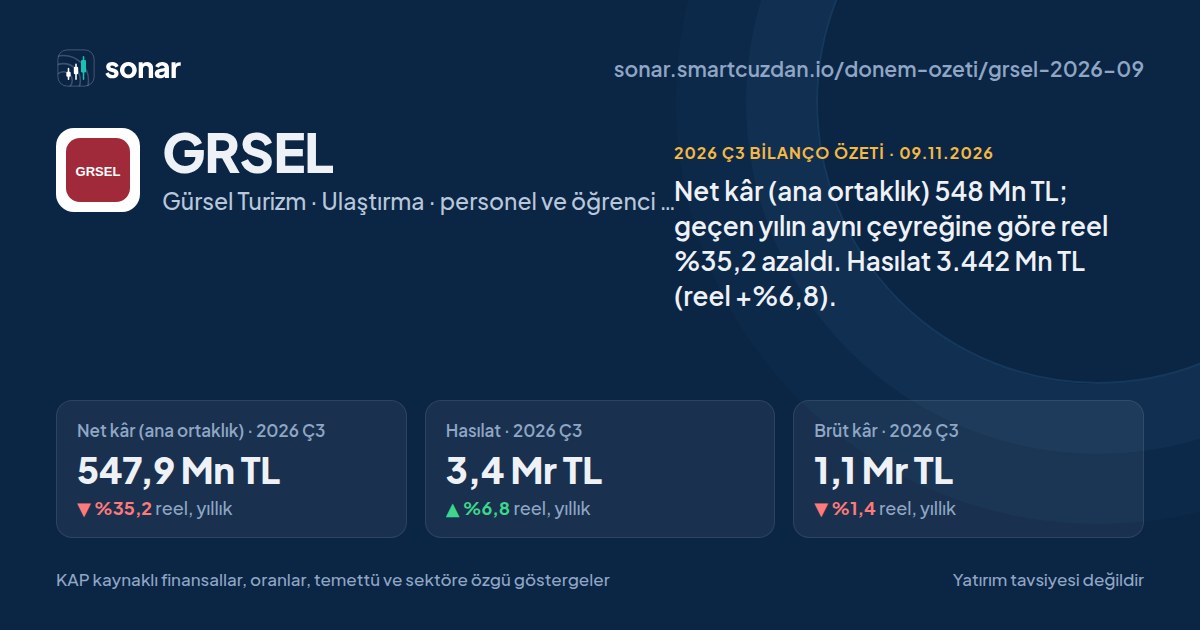 sonar
sonar.smartcuzdan.io/donem-ozeti/grsel-2026-09
GRSEL
GRSEL
Gürsel Turizm · Ulaştırma · personel ve öğrenci ...
2026 Ç3 BİLANÇO ÖZETİ · 09.11.2026
Net kâr (ana ortaklık) 548 Mn TL;
geçen yılın aynı çeyreğine göre reel
%35,2 azaldı. Hasılat 3.442 Mn TL
(reel +%6,8).
Net kâr (ana ortaklık) · 2026 Ç3
547,9 Mn TL
▼ %35,2 reel, yıllık
Hasılat · 2026 Ç3
3,4 Mr TL
▲ %6,8 reel, yıllık
Brüt kâr · 2026 Ç3
1,1 Mr TL
▼ %1,4 reel, yıllık
KAP kaynaklı finansallar, oranlar, temettü ve sektöre özgü göstergeler
Yatırım tavsiyesi değildir